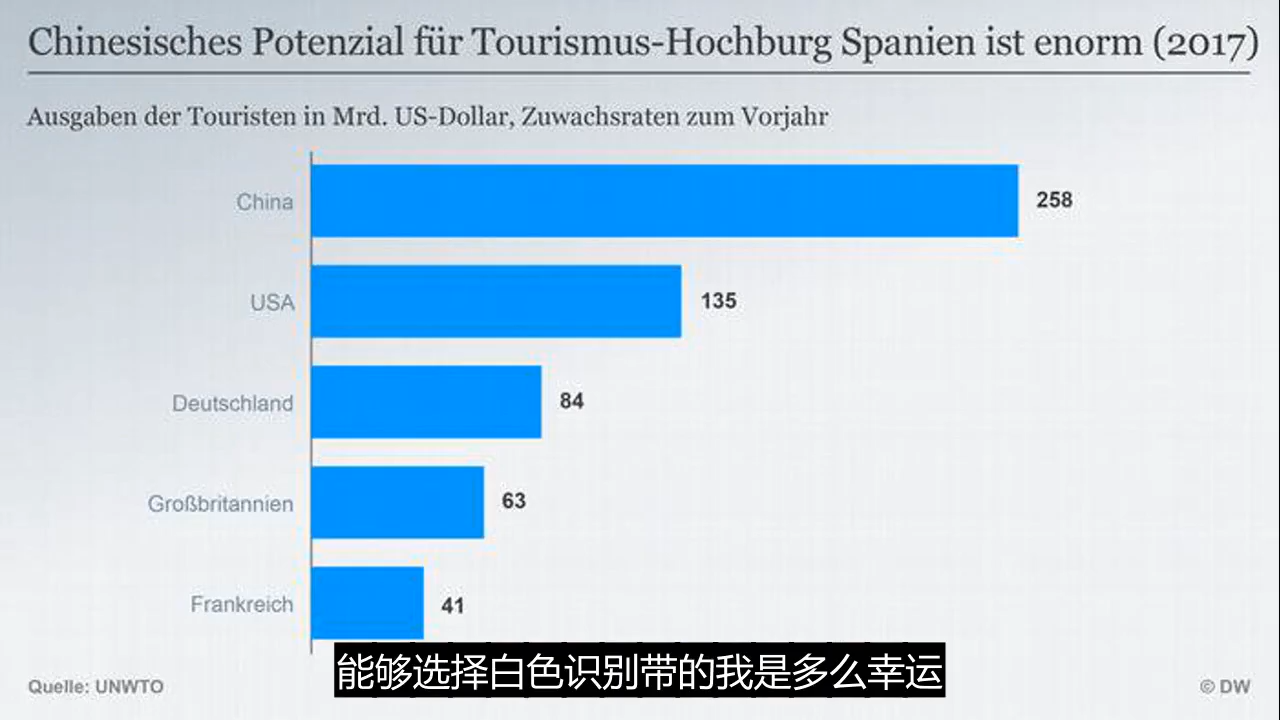 Chinesisches Potenzial für Tourismus-Hochburg Spanien ist enorm (2017)
Ausgaben der Touristen in Mrd. US-Dollar, Zuwachsraten zum Vorjahr
China 258
USA 135
Deutschland 84
Großbritannien 63
Frankreich 41
能够选择白色识别带的我是多么幸运
Quelle: UNWTO
© DW